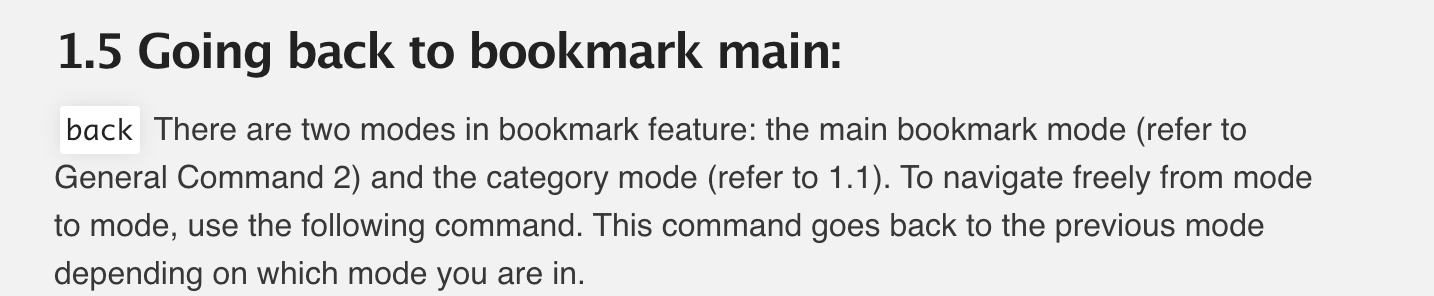 1.5 Going back to bookmark main:
back There are two modes in bookmark feature: the main bookmark mode (refer to
General Command 2) and the category mode (refer to 1.1). To navigate freely from mode
to mode, use the following command. This command goes back to the previous mode
depending on which mode you are in.